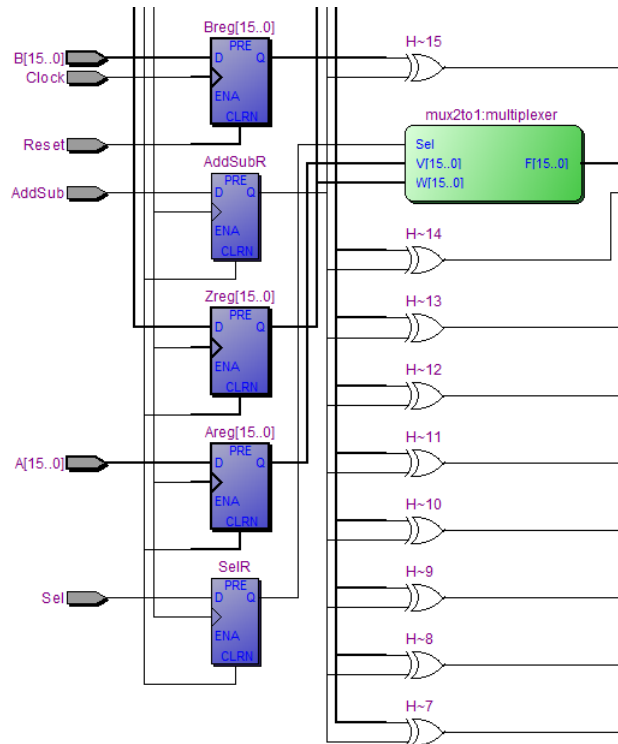 Breg[15..0]
B[15..0]
Clock
PRE
D
Q
ENA
CLRN
Reset
H~15
mux2to1:multiplexer
Sel
V[15..0]
W[15..0]
F[15..0]
AddSubR
AddSub
PRE
D
Q
ENA
CLRN
H~14
Zreg[15..0]
PRE
D
Q
ENA
CLRN
H~13
H~12
Areg[15..0]
A[15..0]
PRE
D
Q
ENA
CLRN
H~11
H~10
SelR
Sel
PRE
D
Q
ENA
CLRN
H~9
H~8
H~7